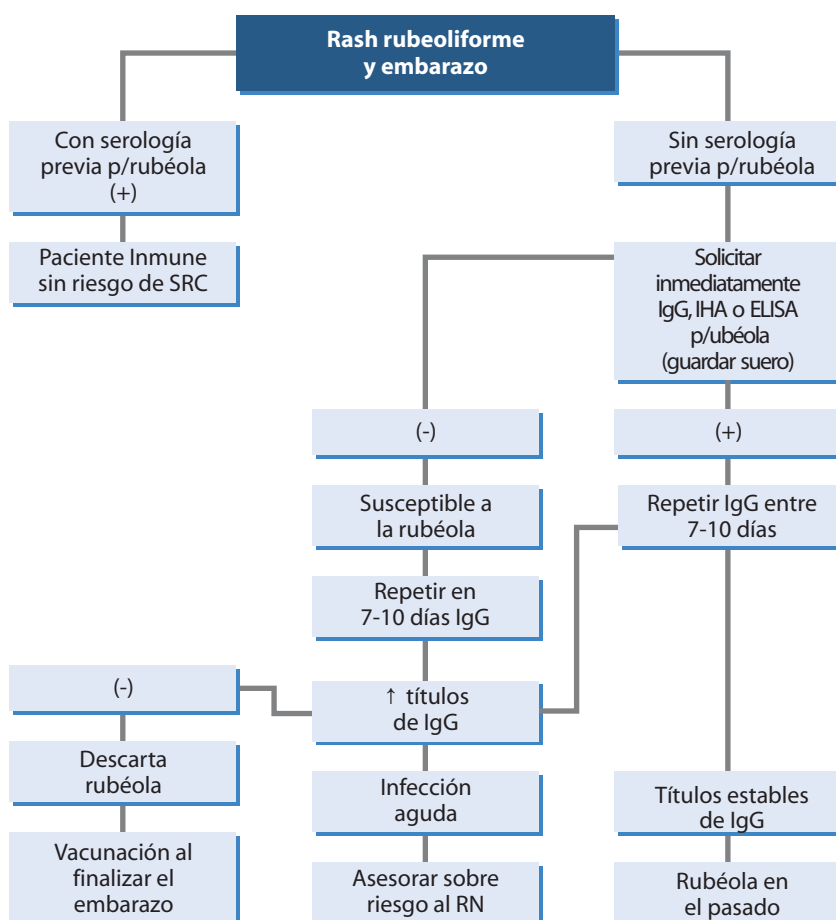 Rash rubeoliforme
y embarazo
Con serología
previa p/rubéola
(+)
Paciente Inmune
sin riesgo de SRC
Sin serología
previa p/rubéola
Solicitar
inmediatamente
IgG, IHA o ELISA
p/ubéola
(guardar suero)
(-)
Susceptible a
la rubéola
Repetir en
7-10 días IgG
(+)
Repetir IgG entre
7-10 días
↑ títulos
de IgG
(-)
Descarta
rubéola
Vacunación al
finalizar el
embarazo
Infección
aguda
Asesorar sobre
riesgo al RN
Títulos estables
de IgG
Rubéola en
el pasado